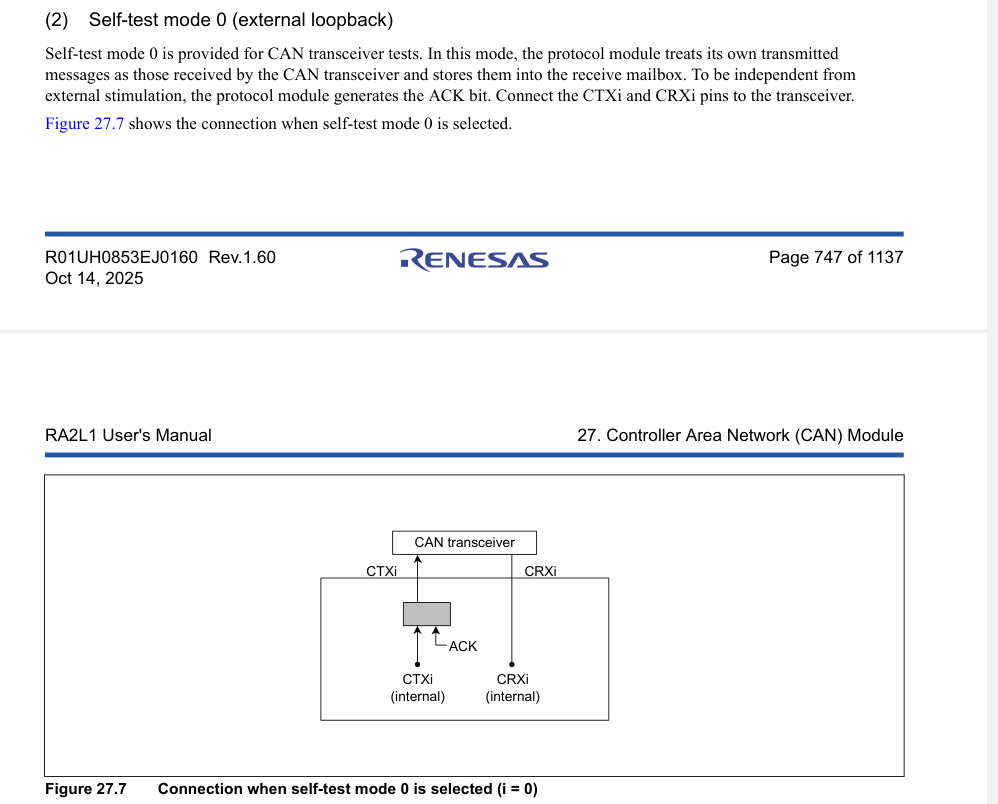 (2) Self-test mode 0 (external loopback)
Self-test mode 0 is provided for CAN transceiver tests. In this mode, the protocol module treats its own transmitted
messages as those received by the CAN transceiver and stores them into the receive mailbox. To be independent from
external stimulation, the protocol module generates the ACK bit. Connect the CTXi and CRXi pins to the transceiver.
Figure 27.7 shows the connection when self-test mode 0 is selected.
R01UH0853EJ0160 Rev.1.60
RENESAS
Page 747 of 1137
Oct 14, 2025
RA2L1 User's Manual
27. Controller Area Network (CAN) Module
CAN transceiver
CTXi
CRXi
ACK
CTXi
(internal)
CRXi
(internal)
Figure 27.7 Connection when self-test mode 0 is selected (i = 0)